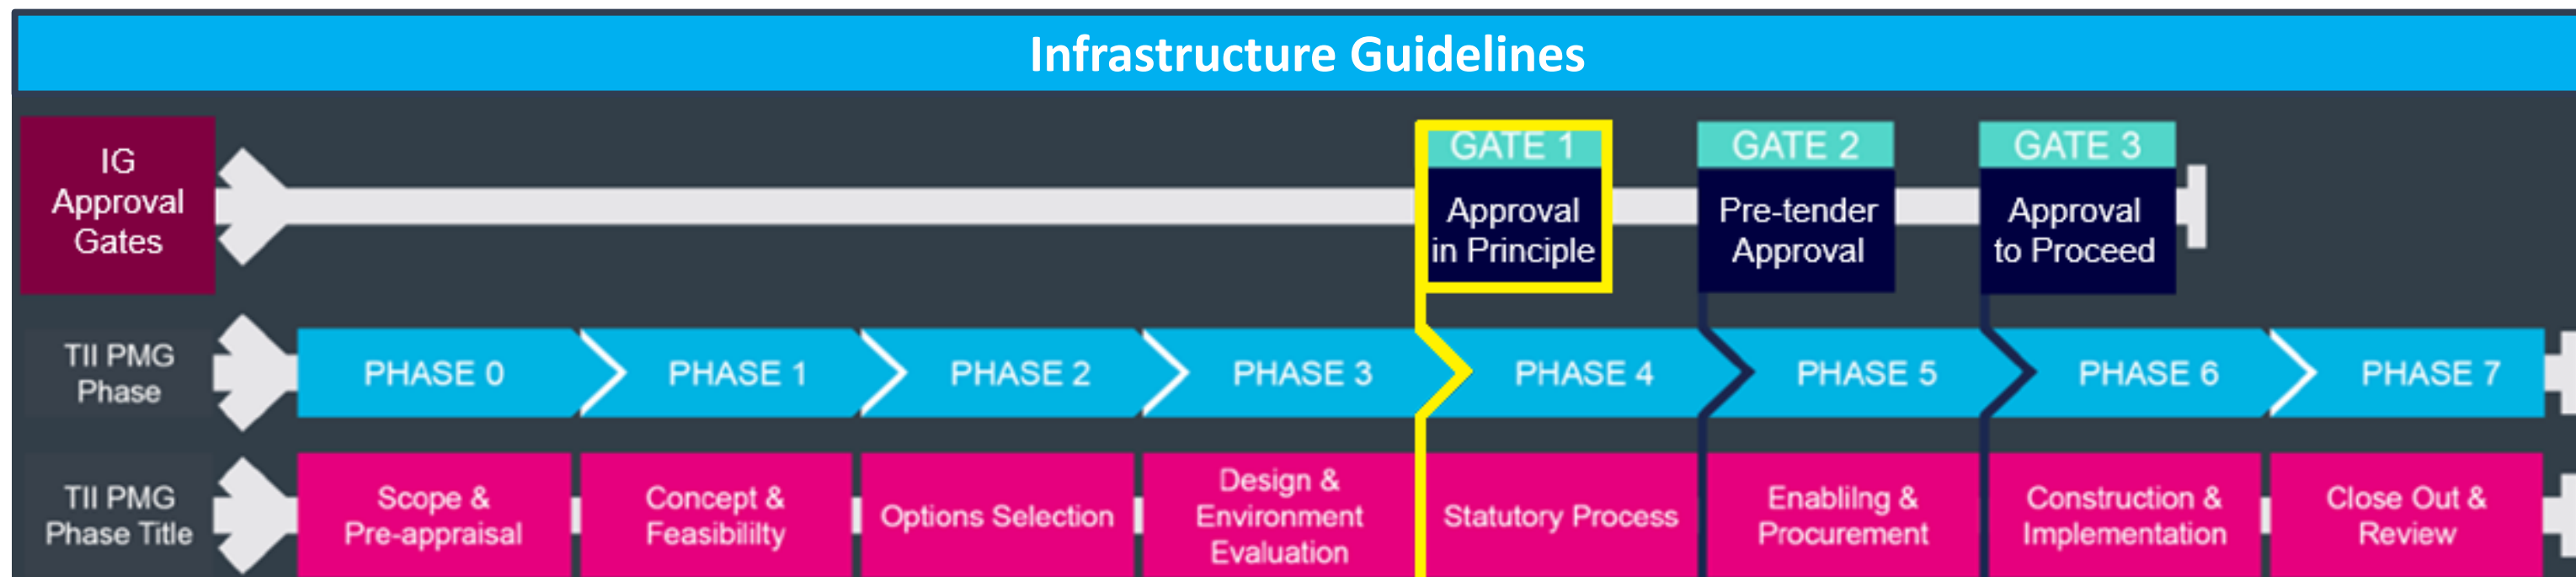 Infrastructure Guidelines
IG
Approval
Gates
GATE 1
Approval
in Principle
GATE 2
Pre-tender
Approval
GATE 3
Approval
to Proceed
TII PMG
Phase
PHASE 0
PHASE 1
PHASE 2
PHASE 3
PHASE 4
PHASE 5
PHASE 6
PHASE 7
TII PMG
Phase Title
Scope &
Pre-appraisal
Concept &
Feasibililty
Options Selection
Design &
Environment
Evaluation
Statutory Process
Enablilng &
Procurement
Construction &
Implementation
Close Out &
Review